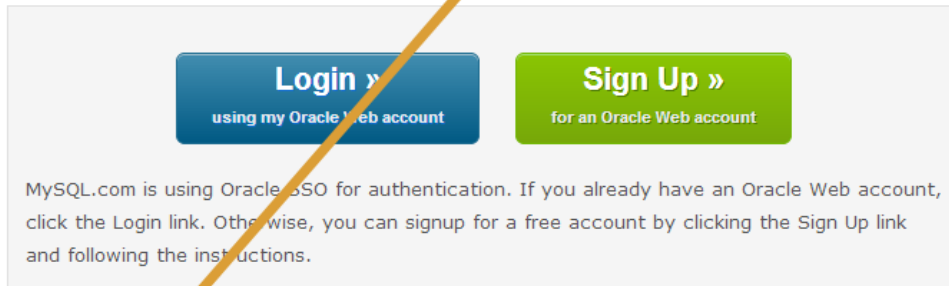 Login »
using my Oracle Web account
Sign Up »
for an Oracle Web account
MySQL.com is using Oracle SSO for authentication. If you already have an Oracle Web account,
click the Login link. Otherwise, you can signup for a free account by clicking the Sign Up link
and following the instructions.